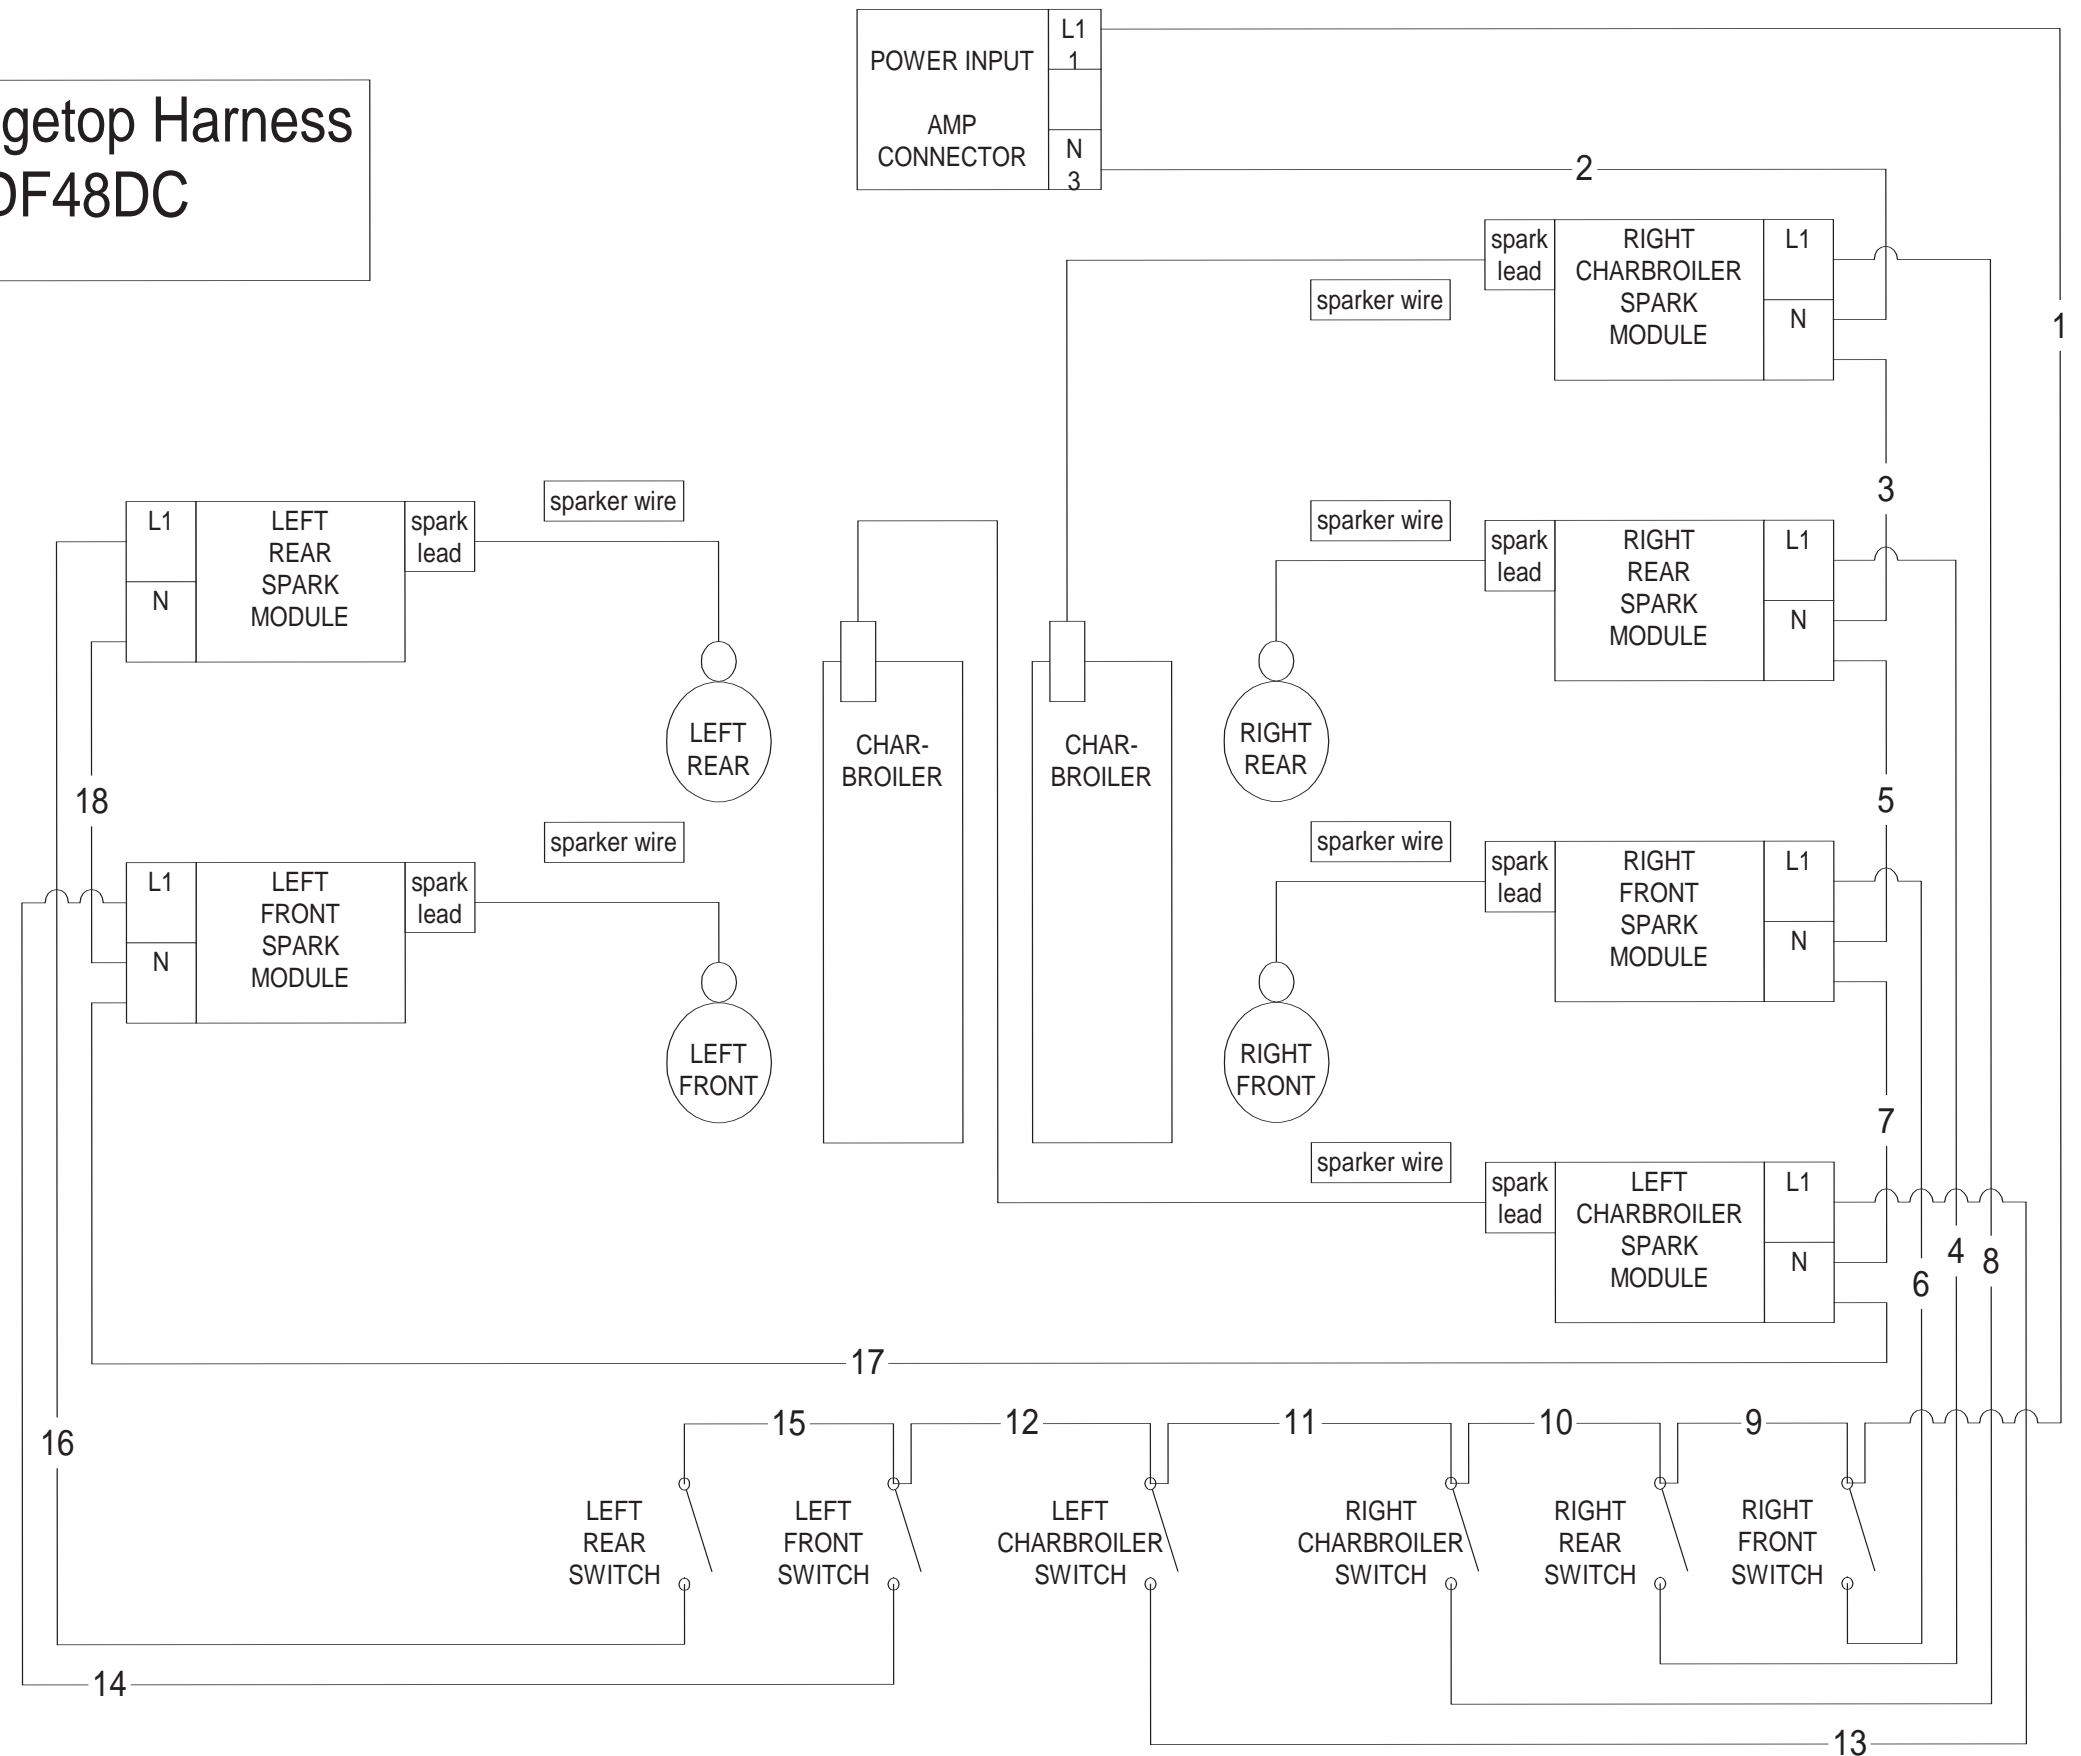 L1
POWER INPUT
1
AMP
CONNECTOR
N
3
getop Harness
DF48DC
2
spark
lead
RIGHT
CHARBROILER
SPARK
MODULE
L1
N
sparker wire
1
3
L1
N
LEFT
REAR
SPARK
MODULE
spark
lead
sparker wire
sparker wire
spark
lead
RIGHT
REAR
SPARK
MODULE
L1
N
LEFT
REAR
CHAR-
BROILER
CHAR-
BROILER
RIGHT
REAR
18
5
sparker wire
sparker wire
L1
N
LEFT
FRONT
SPARK
MODULE
spark
lead
spark
lead
RIGHT
FRONT
SPARK
MODULE
L1
N
LEFT
FRONT
RIGHT
FRONT
7
sparker wire
spark
lead
LEFT
CHARBROILER
SPARK
MODULE
L1
N
4
8
6
17
16
15
12
11
10
9
LEFT
REAR
SWITCH
LEFT
FRONT
SWITCH
LEFT
CHARBROILER
SWITCH
RIGHT
CHARBROILER
SWITCH
RIGHT
REAR
SWITCH
RIGHT
FRONT
SWITCH
14
13